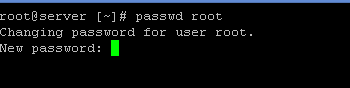 root@server [~]# passwd root
Changing password for user root.
New password: